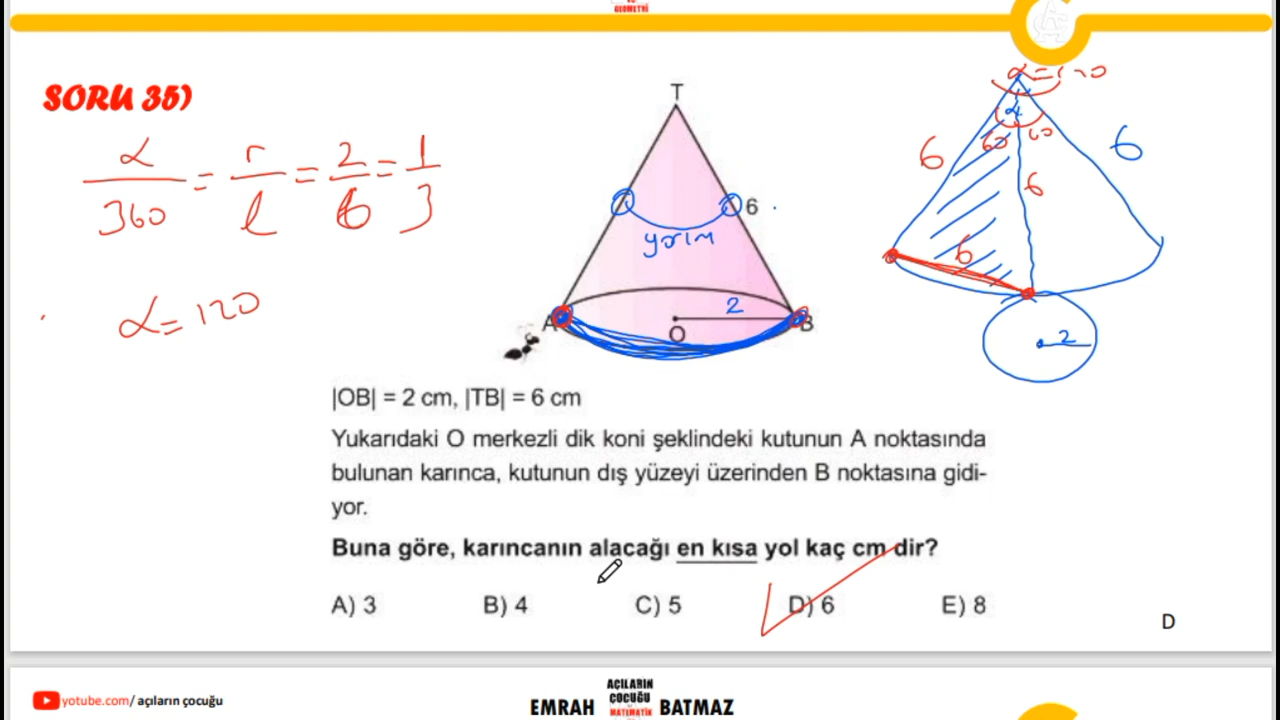 GEOMETRİ
SORU 35)
α/360 = r/l = 2/6 = 1/3
α=120
T
6
yarım
2
A
O
B
α=120
α
60 60
6
6
6
6
2
|OB| = 2 cm, |TB| = 6 cm
Yukarıdaki O merkezli dik koni şeklindeki kutunun A noktasında
bulunan karınca, kutunun dış yüzeyi üzerinden B noktasına gidi-
yor.
Buna göre, karıncanın alacağı en kısa yol kaç cm dir?
A) 3 B) 4 C) 5 D) 6 E) 8
D
yotube.com/ açıların çocuğu
EMRAH
AÇILARIN
ÇOCUĞU
MATEMATİK
BATMAZ